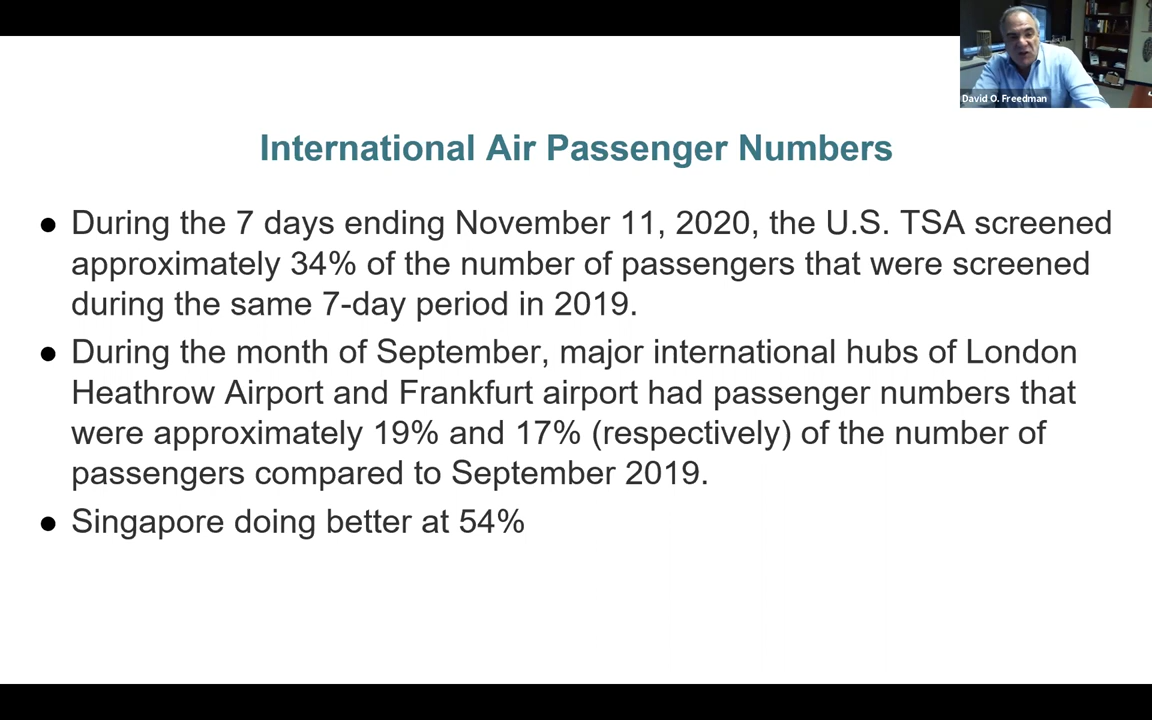 David O. Freedman
International Air Passenger Numbers
● During the 7 days ending November 11, 2020, the U.S. TSA screened
approximately 34% of the number of passengers that were screened
during the same 7-day period in 2019.
● During the month of September, major international hubs of London
Heathrow Airport and Frankfurt airport had passenger numbers that
were approximately 19% and 17% (respectively) of the number of
passengers compared to September 2019.
● Singapore doing better at 54%